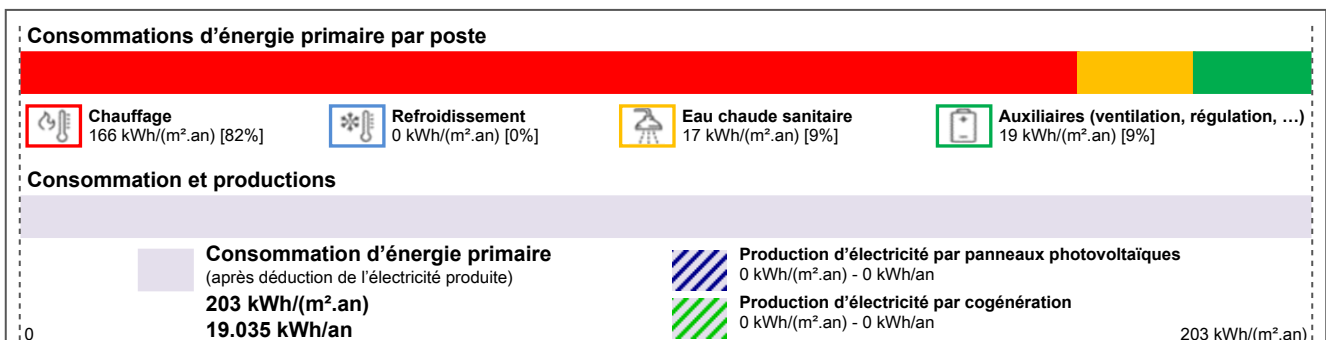 Consommations d'énergie primaire par poste
Chauffage
166 kWh/(m².an) [82%]
Refroidissement
0 kWh/(m².an) [0%]
Eau chaude sanitaire
17 kWh/(m².an) [9%]
Auxiliaires (ventilation, régulation, …)
19 kWh/(m².an) [9%]
Consommation et productions
Consommation d'énergie primaire
(après déduction de l'électricité produite)
203 kWh/(m².an)
19.035 kWh/an
Production d'électricité par panneaux photovoltaïques
0 kWh/(m².an) - 0 kWh/an
Production d'électricité par cogénération
0 kWh/(m².an) - 0 kWh/an
0
203 kWh/(m².an)